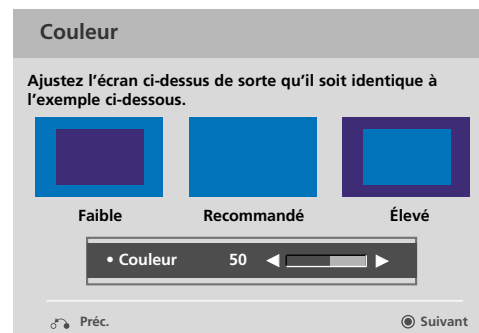 Couleur
Ajustez l'écran ci-dessus de sorte qu'il soit identique à
l'exemple ci-dessous.
Faible Recommandé Élevé
• Couleur 50 ◀ ▶
Préc. ◉ Suivant